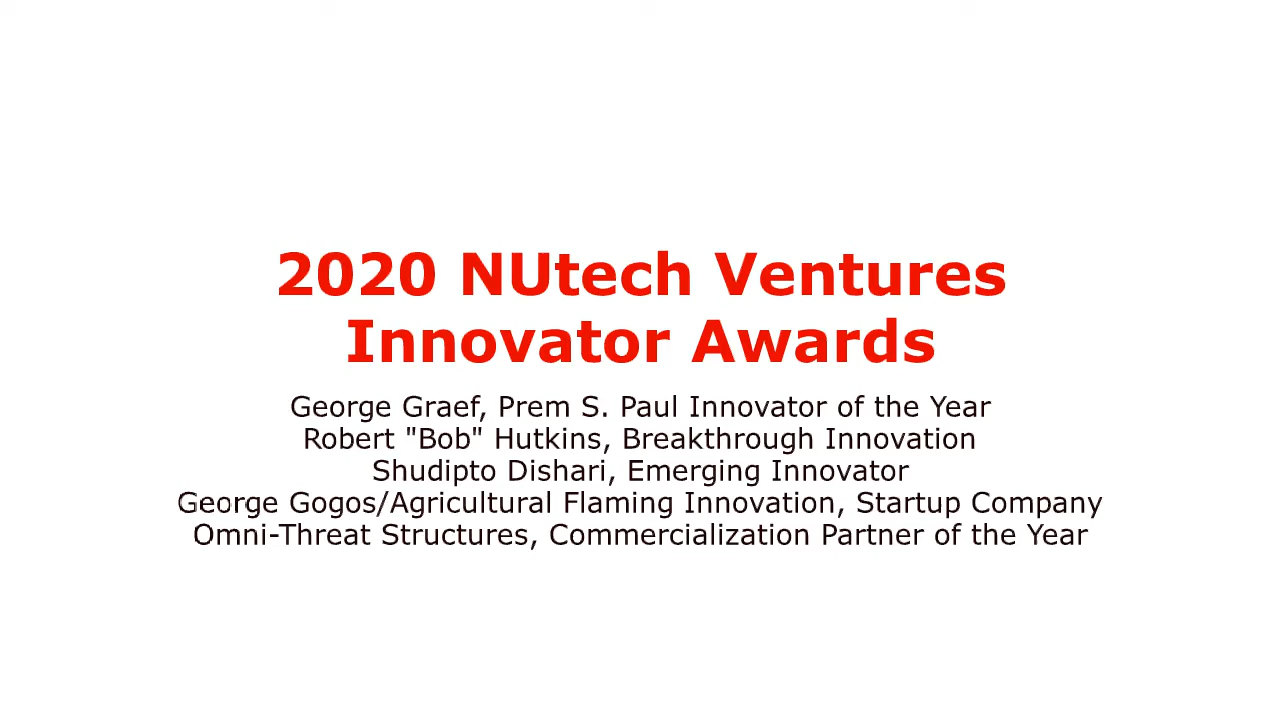 2020 NUtech Ventures
Innovator Awards
George Graef, Prem S. Paul Innovator of the Year
Robert "Bob" Hutkins, Breakthrough Innovation
Shudipto Dishari, Emerging Innovator
George Gogos/Agricultural Flaming Innovation, Startup Company
Omni-Threat Structures, Commercialization Partner of the Year